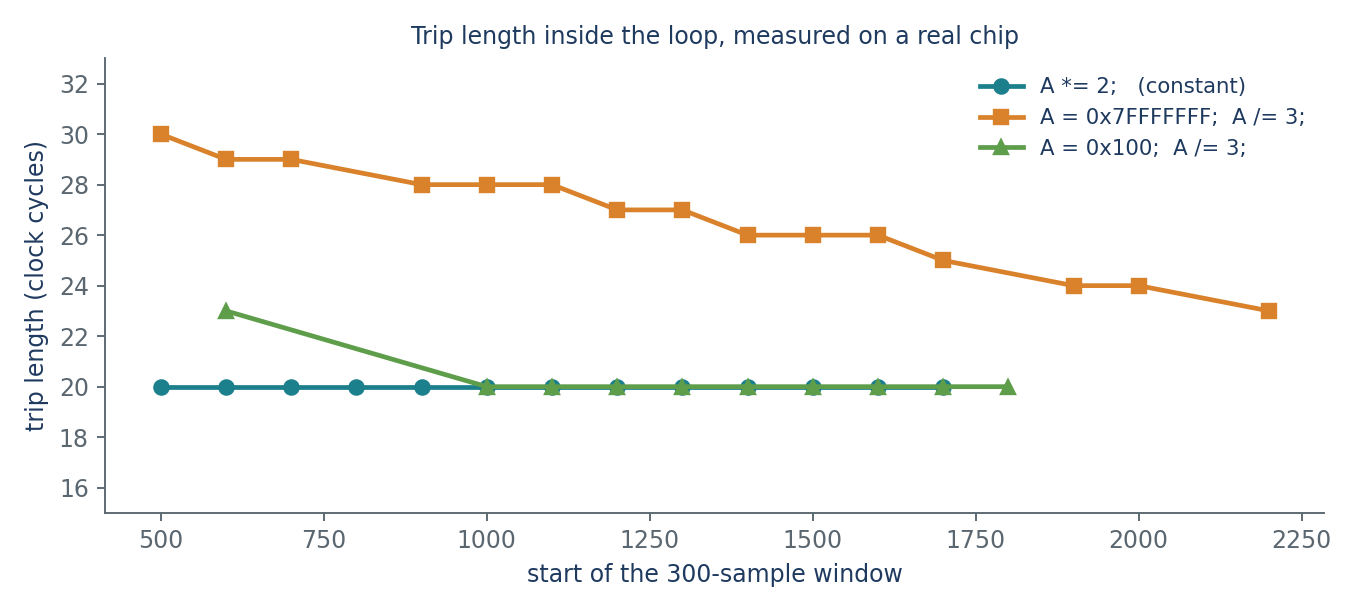 Trip length inside the loop, measured on a real chip
A *= 2;   (constant)
A = 0x7FFFFFFF;  A /= 3;
A = 0x100;  A /= 3;
trip length (clock cycles)
32
30
28
26
24
22
20
18
16
500 750 1000 1250 1500 1750 2000 2250
start of the 300-sample window